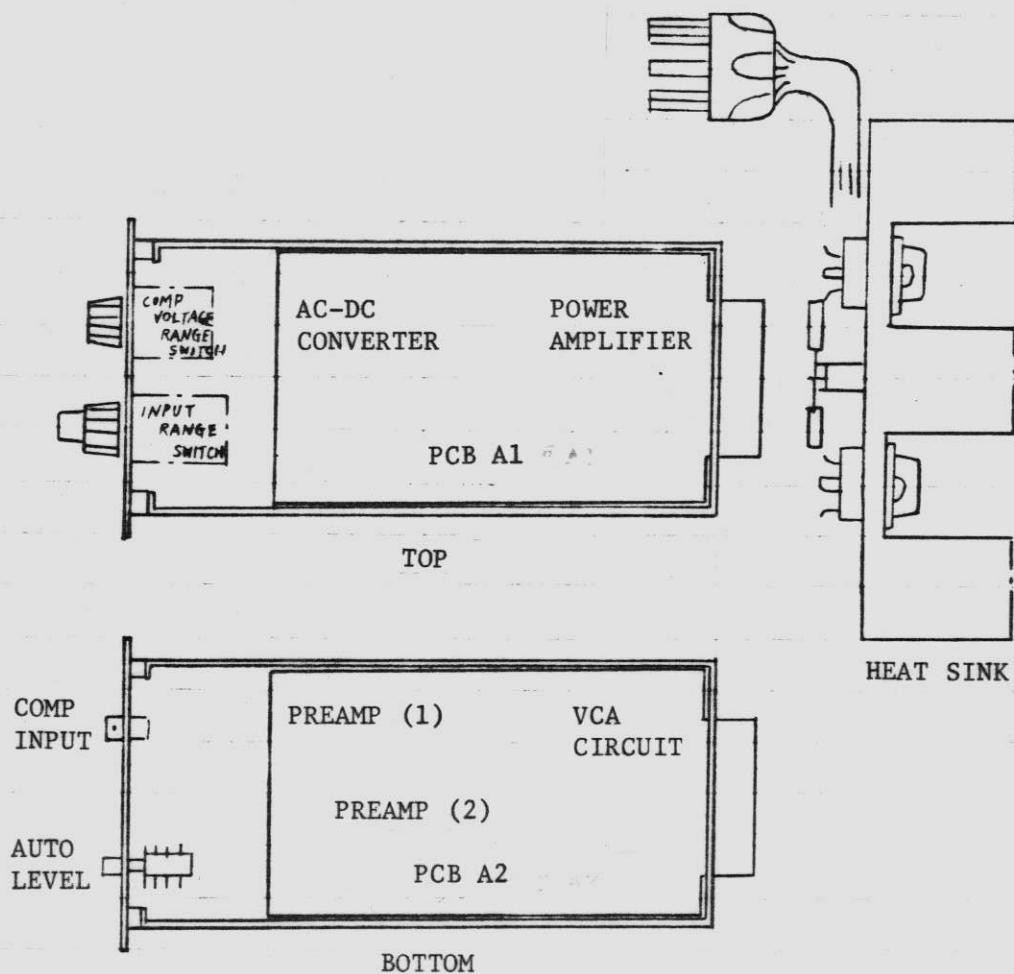 COMP
VOLTAGE
RANGE
SWITCH
AC-DC
CONVERTER
POWER
AMPLIFIER
INPUT
RANGE
SWITCH
PCB A1
TOP
HEAT SINK
COMP
INPUT
PREAMP (1)
VCA
CIRCUIT
PREAMP (2)
AUTO
LEVEL
PCB A2
BOTTOM